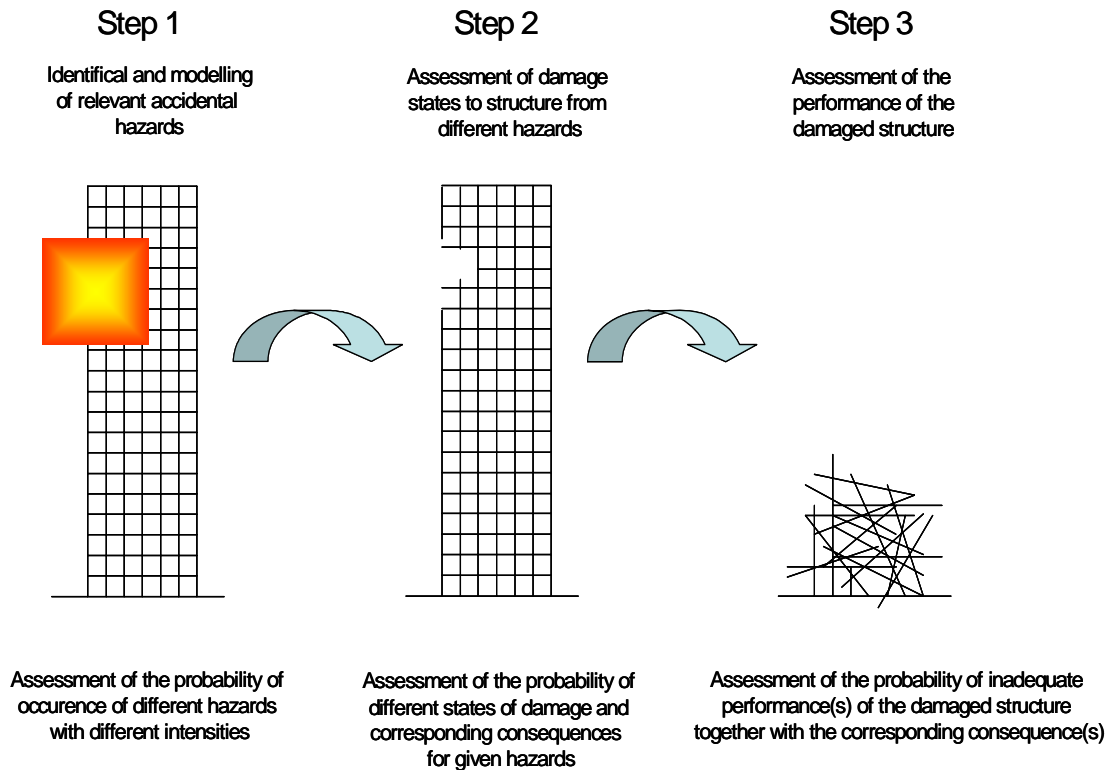 Step 1
Identifical and modelling
of relevant accidental
hazards
Step 2
Assessment of damage
states to structure from
different hazards
Step 3
Assessment of the
performance of the
damaged structure
Assessment of the probability of
occurence of different hazards
with different intensities
Assessment of the probability of
different states of damage and
corresponding consequences
for given hazards
Assessment of the probability of inadequate
performance(s) of the damaged structure
together with the corresponding consequence(s)